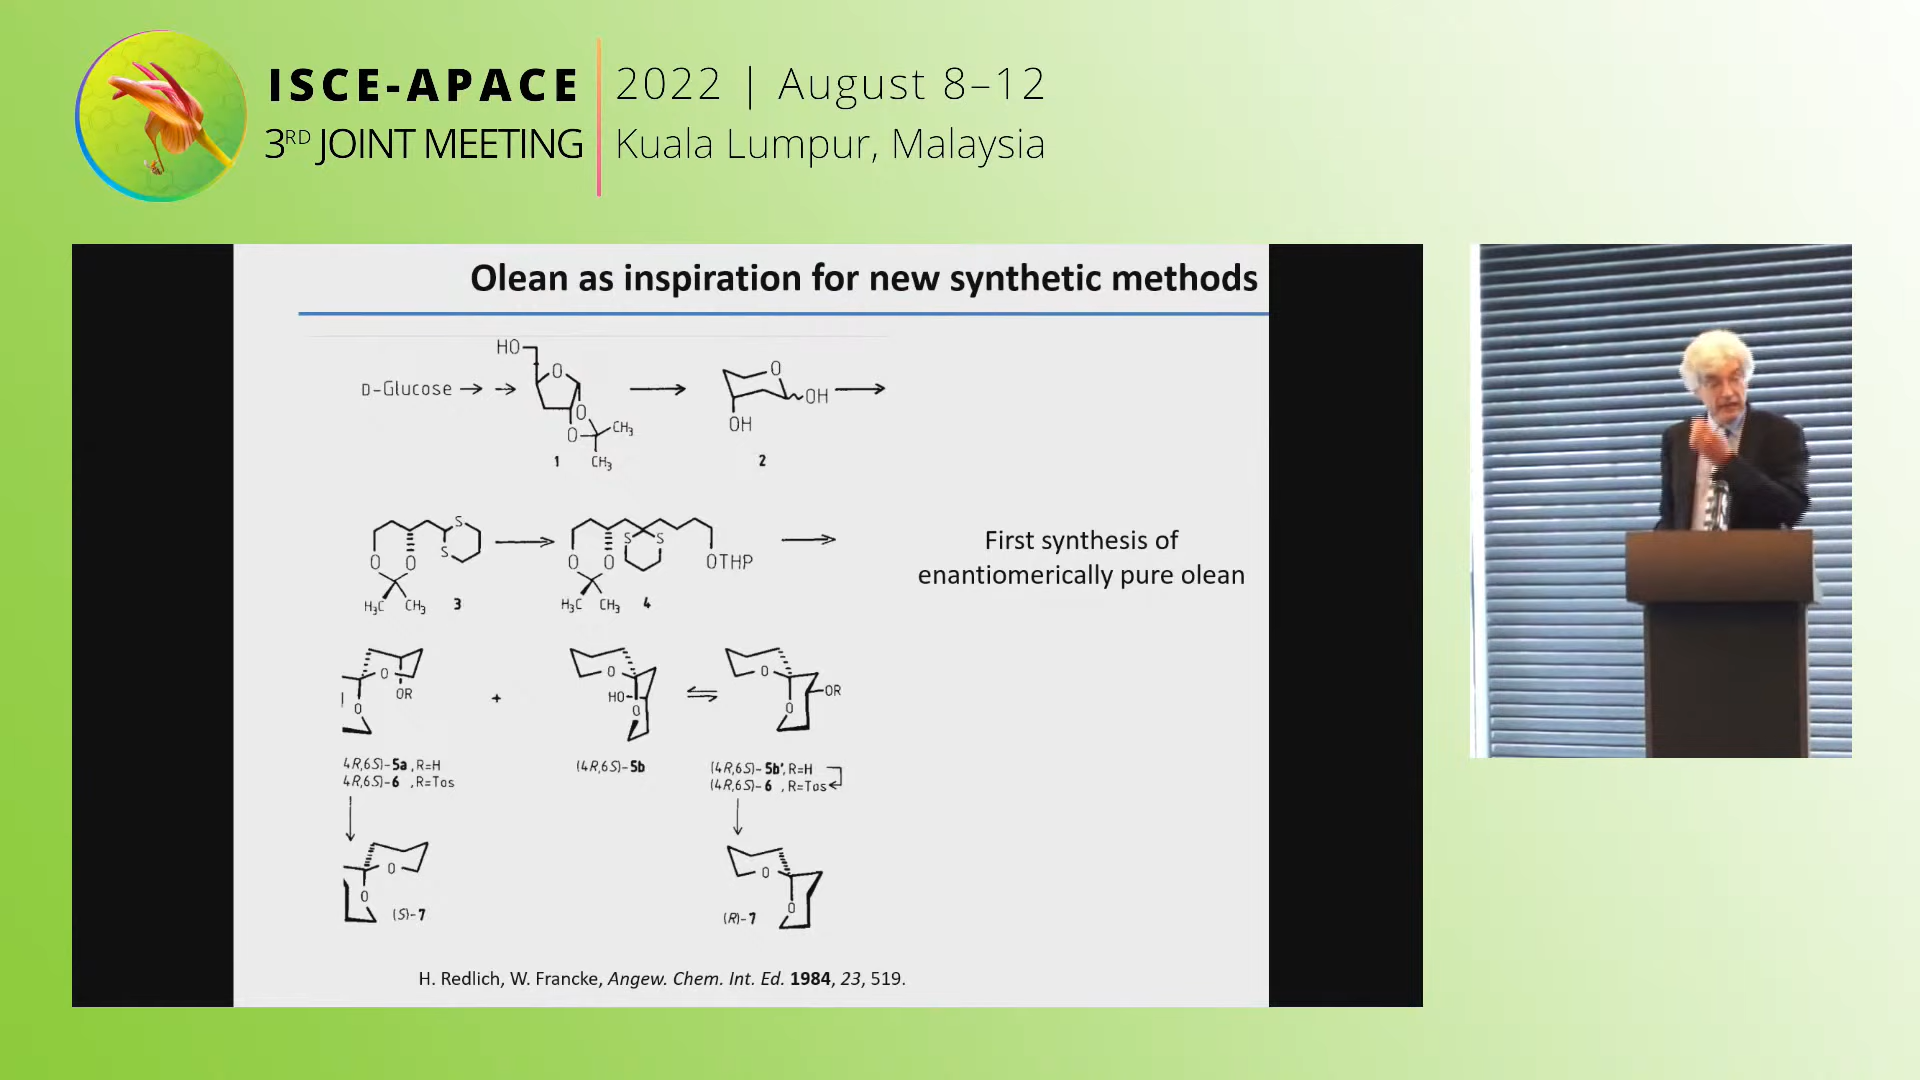 ISCE-APACE
3RD JOINT MEETING
2022 | August 8–12
Kuala Lumpur, Malaysia
Olean as inspiration for new synthetic methods
HO
O
D-Glucose
O
O
CH3
CH3
1
O
OH
OH
2
S
S
O
O
H3C
CH3
3
S
S
O
O
OTHP
H3C
CH3
4
First synthesis of
enantiomerically pure olean
O
OR
O
+
O
HO
O
O
OR
O
4R,6S)-5a ,R=H
4R,6S)-6 ,R=Tos
(4R,6S)-5b
(4R,6S)-5b', R=H
(4R,6S)-6 , R=Tos
O
O
(S)-7
O
O
(R)-7
H. Redlich, W. Francke, Angew. Chem. Int. Ed. 1984, 23, 519.